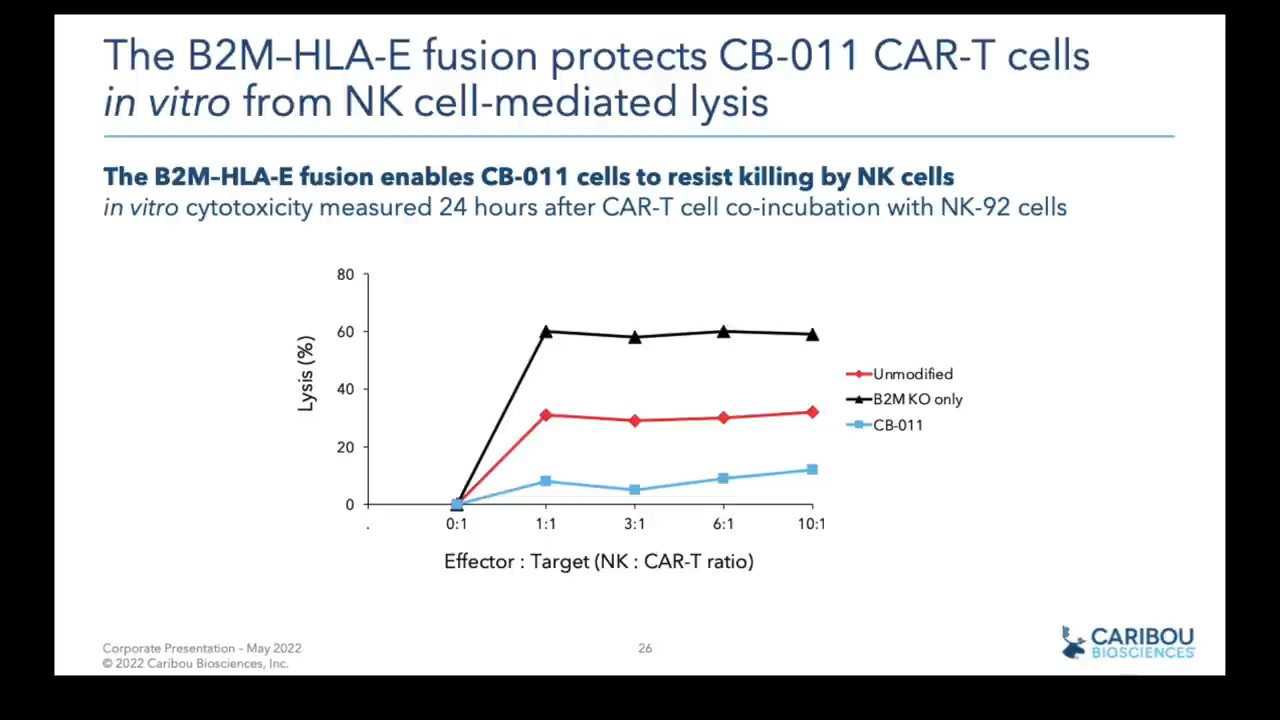 The B2M–HLA-E fusion protects CB-011 CAR-T cells
in vitro from NK cell-mediated lysis
The B2M–HLA-E fusion enables CB-011 cells to resist killing by NK cells
in vitro cytotoxicity measured 24 hours after CAR-T cell co-incubation with NK-92 cells
80
60
40
20
0
Lysis (%)
.
0:1
1:1
3:1
6:1
10:1
Effector : Target (NK : CAR-T ratio)
Unmodified
B2M KO only
CB-011
Corporate Presentation - May 2022
© 2022 Caribou Biosciences, Inc.
26
CARIBOU
BIOSCIENCES